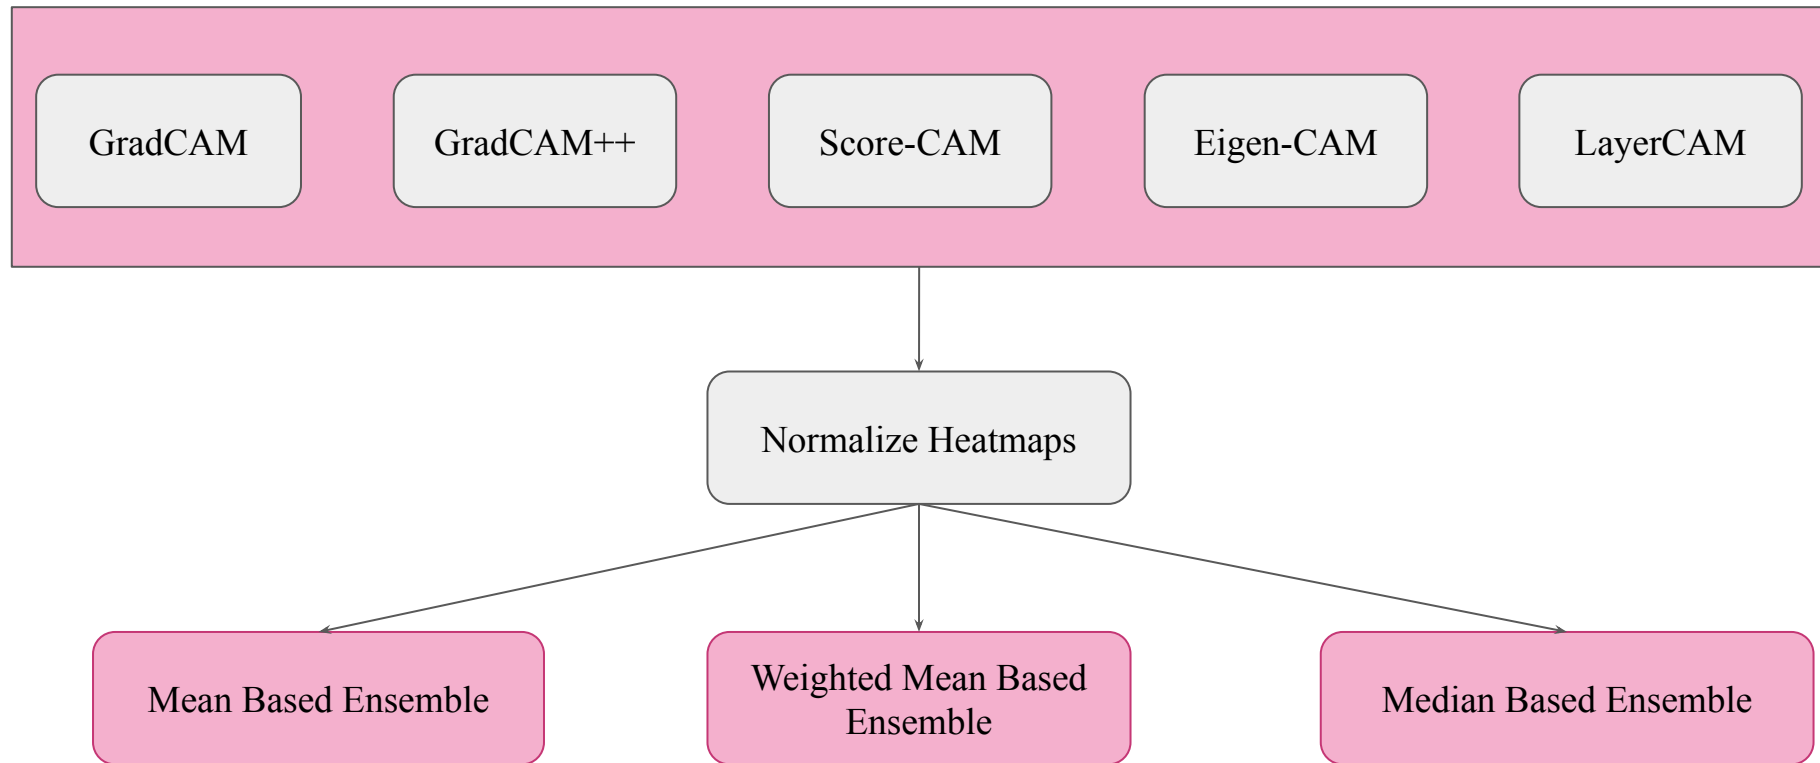 GradCAM
GradCAM++
Score-CAM
Eigen-CAM
LayerCAM
Normalize Heatmaps
Mean Based Ensemble
Weighted Mean Based
Ensemble
Median Based Ensemble